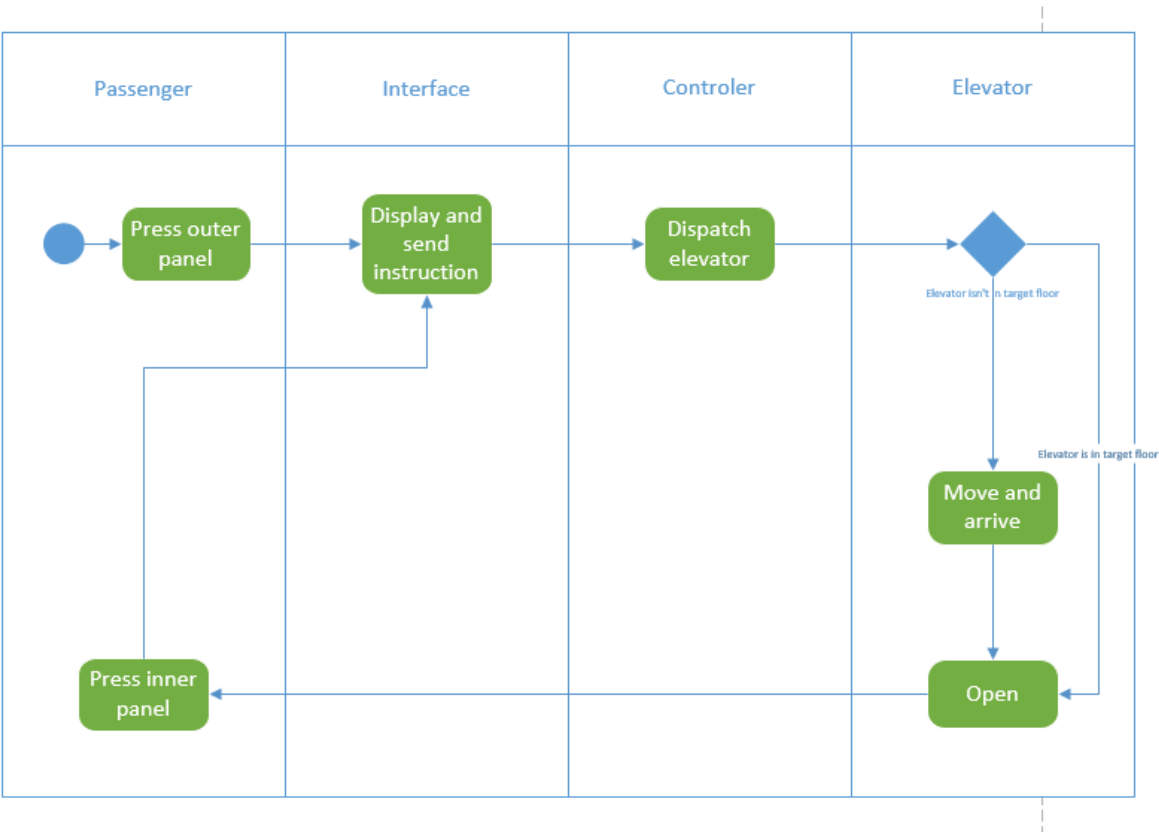 Passenger
Interface
Controler
Elevator
Press outer
panel
Display and
send
instruction
Dispatch
elevator
Elevator isn't in target floor
Elevator is in target floor
Move and
arrive
Press inner
panel
Open